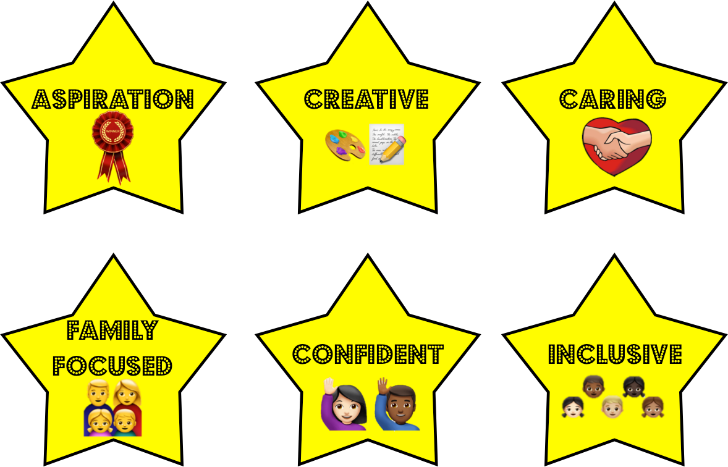 ASPIRATION
CREATIVE
CARING
FAMILY
FOCUSED
CONFIDENT
INCLUSIVE